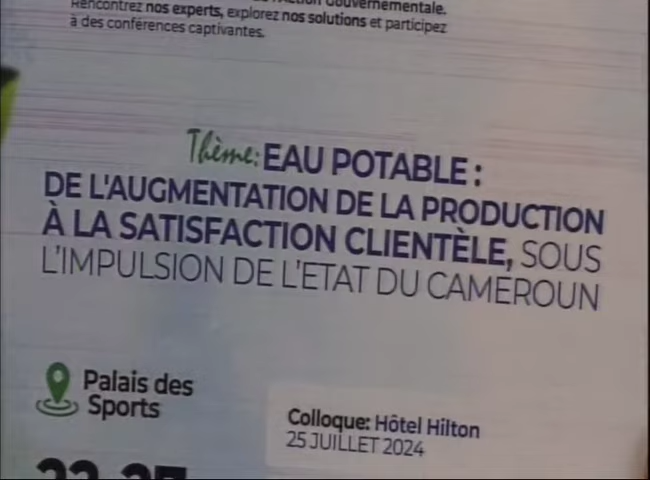 Gouvernementale.
Rencontrez nos experts, explorez nos solutions et participez
à des conférences captivantes.
Thème: EAU POTABLE :
DE L'AUGMENTATION DE LA PRODUCTION
À LA SATISFACTION CLIENTÈLE, SOUS
L'IMPULSION DE L'ETAT DU CAMEROUN
Palais des
Sports
Colloque: Hôtel Hilton
25 JUILLET 2024